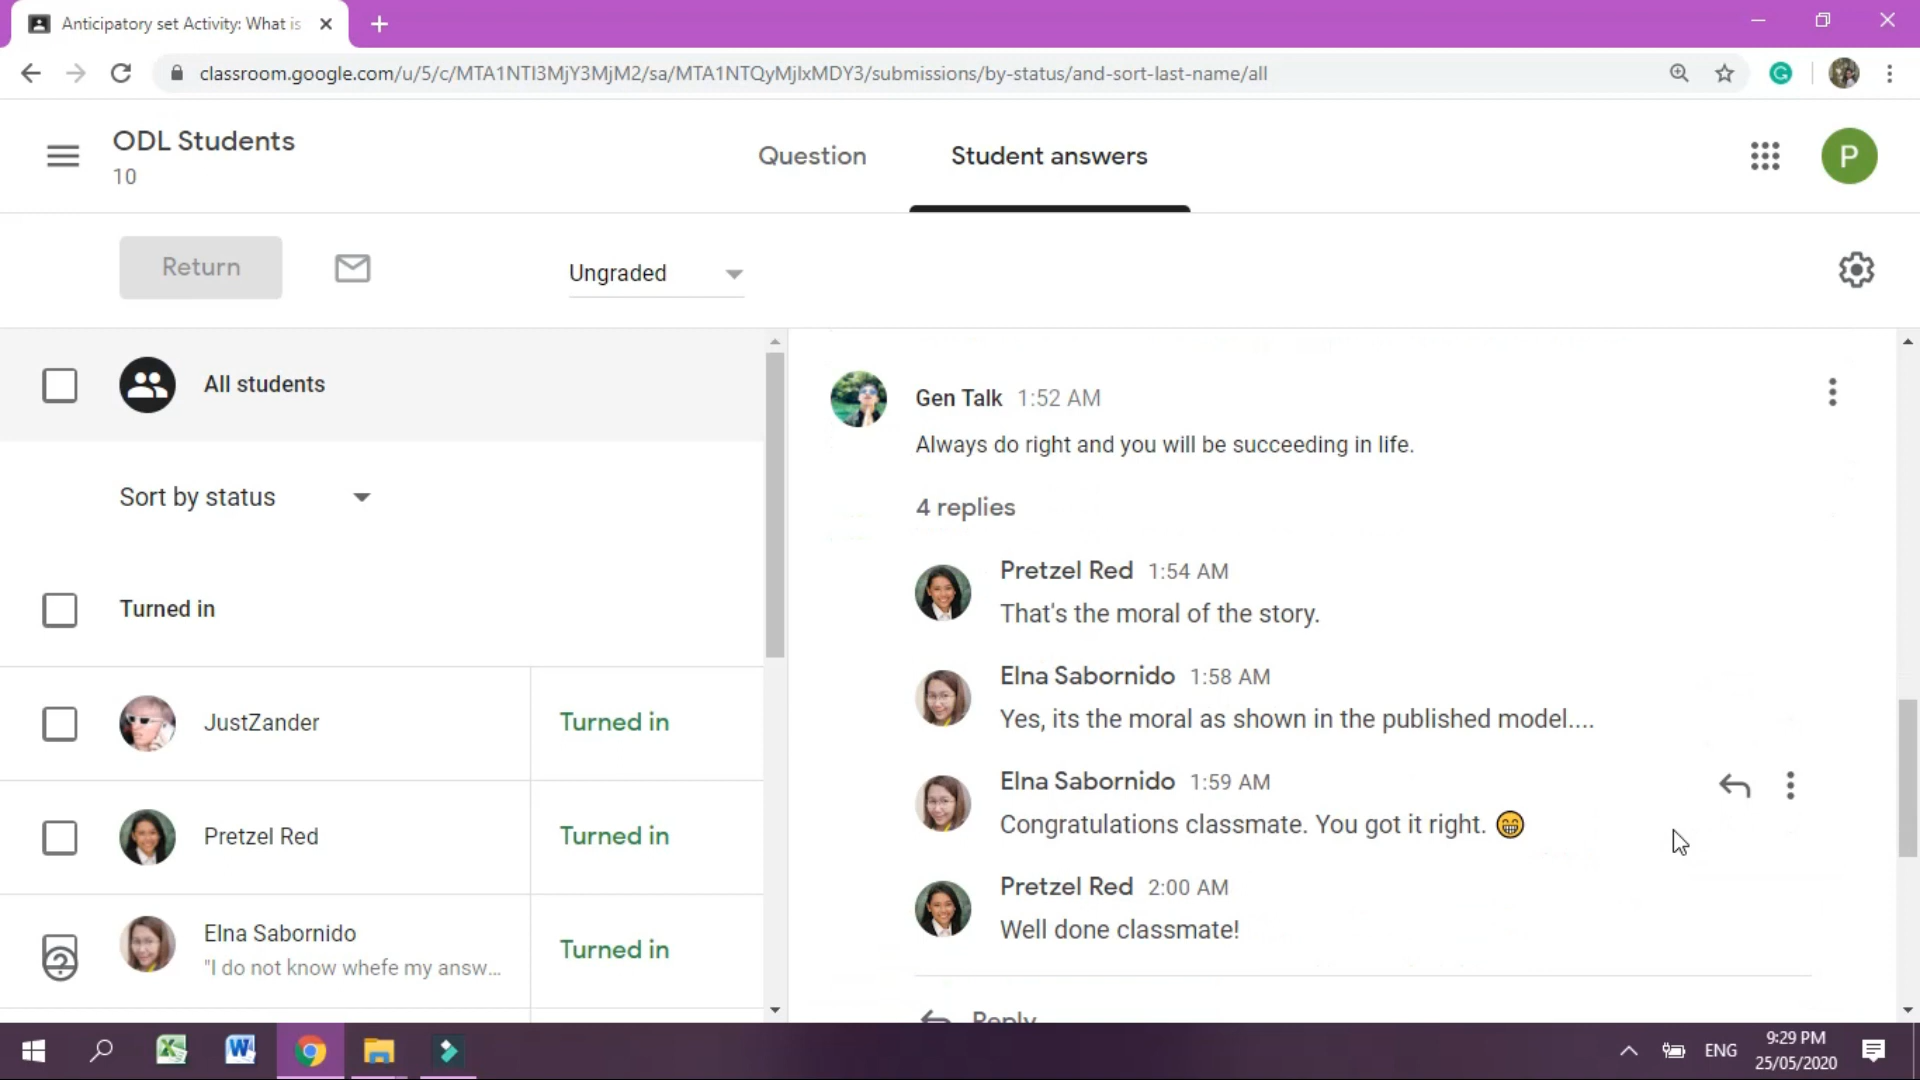 Anticipatory set Activity: What is
classroom.google.com/u/5/c/MTA1NTI3MjY3MjM2/sa/MTA1NTQyMjIxMDY3/submissions/by-status/and-sort-last-name/all
ODL Students
10
Question
Student answers
P
Return
Ungraded
All students
Sort by status
Turned in
JustZander
Turned in
Pretzel Red
Turned in
Elna Sabornido
"I do not know whefe my answ...
Turned in
Gen Talk 1:52 AM
Always do right and you will be succeeding in life.
4 replies
Pretzel Red 1:54 AM
That's the moral of the story.
Elna Sabornido 1:58 AM
Yes, its the moral as shown in the published model....
Elna Sabornido 1:59 AM
Congratulations classmate. You got it right. 😁
Pretzel Red 2:00 AM
Well done classmate!
Reply
ENG
9:29 PM
25/05/2020